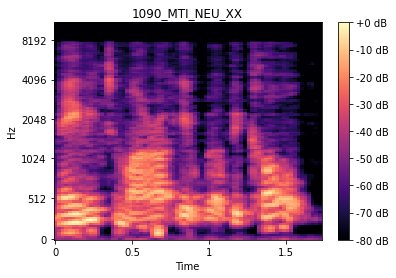 1090_MTI_NEU_XX
+0 dB
8192
-10 dB
4096
-20 dB
-30 dB
2048
Hz
-40 dB
1024
-50 dB
512
-60 dB
-70 dB
0
-80 dB
0 0.5 1 1.5
Time